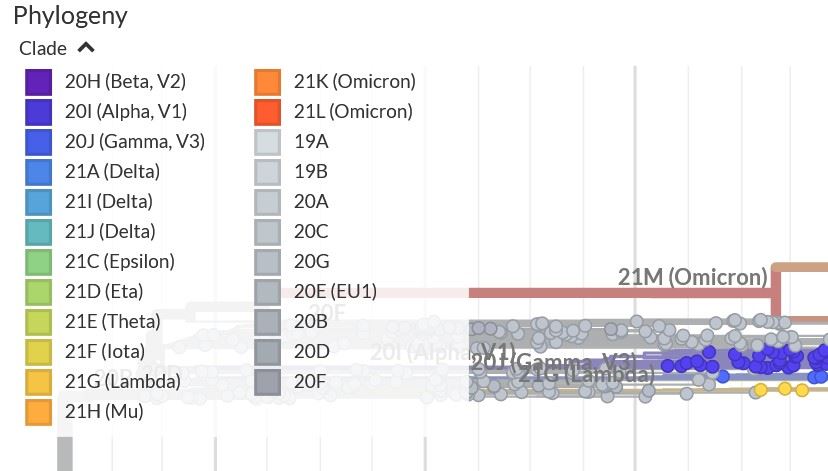 Phylogeny
Clade
20H (Beta, V2)
20I (Alpha, V1)
20J (Gamma, V3)
21A (Delta)
21I (Delta)
21J (Delta)
21C (Epsilon)
21D (Eta)
21E (Theta)
21F (Iota)
21G (Lambda)
21H (Mu)
21K (Omicron)
21L (Omicron)
19A
19B
20A
20C
20G
20E (EU1)
20B
20D
20F
21M (Omicron)
20I (Alpha, V1)
20J (Gamma, V3)
21G (Lambda)